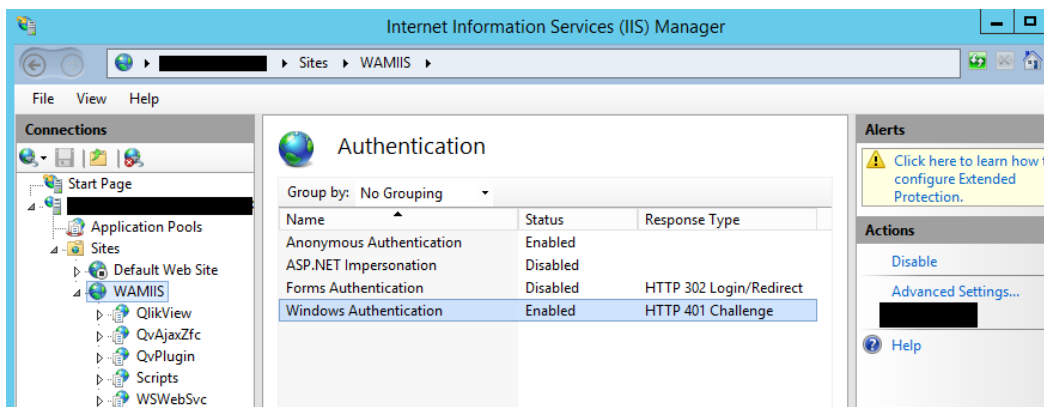 Internet Information Services (IIS) Manager
Sites WAMIIS
File View Help
Connections
Start Page
Application Pools
Sites
Default Web Site
WAMIIS
QlikView
QvAjaxZfc
QvPlugin
Scripts
WSWebSvc
Authentication
Group by: No Grouping
Name Status Response Type
Anonymous Authentication Enabled
ASP.NET Impersonation Disabled
Forms Authentication Disabled HTTP 302 Login/Redirect
Windows Authentication Enabled HTTP 401 Challenge
Alerts
Click here to learn how
configure Extended
Protection.
Actions
Disable
Advanced Settings...
Help